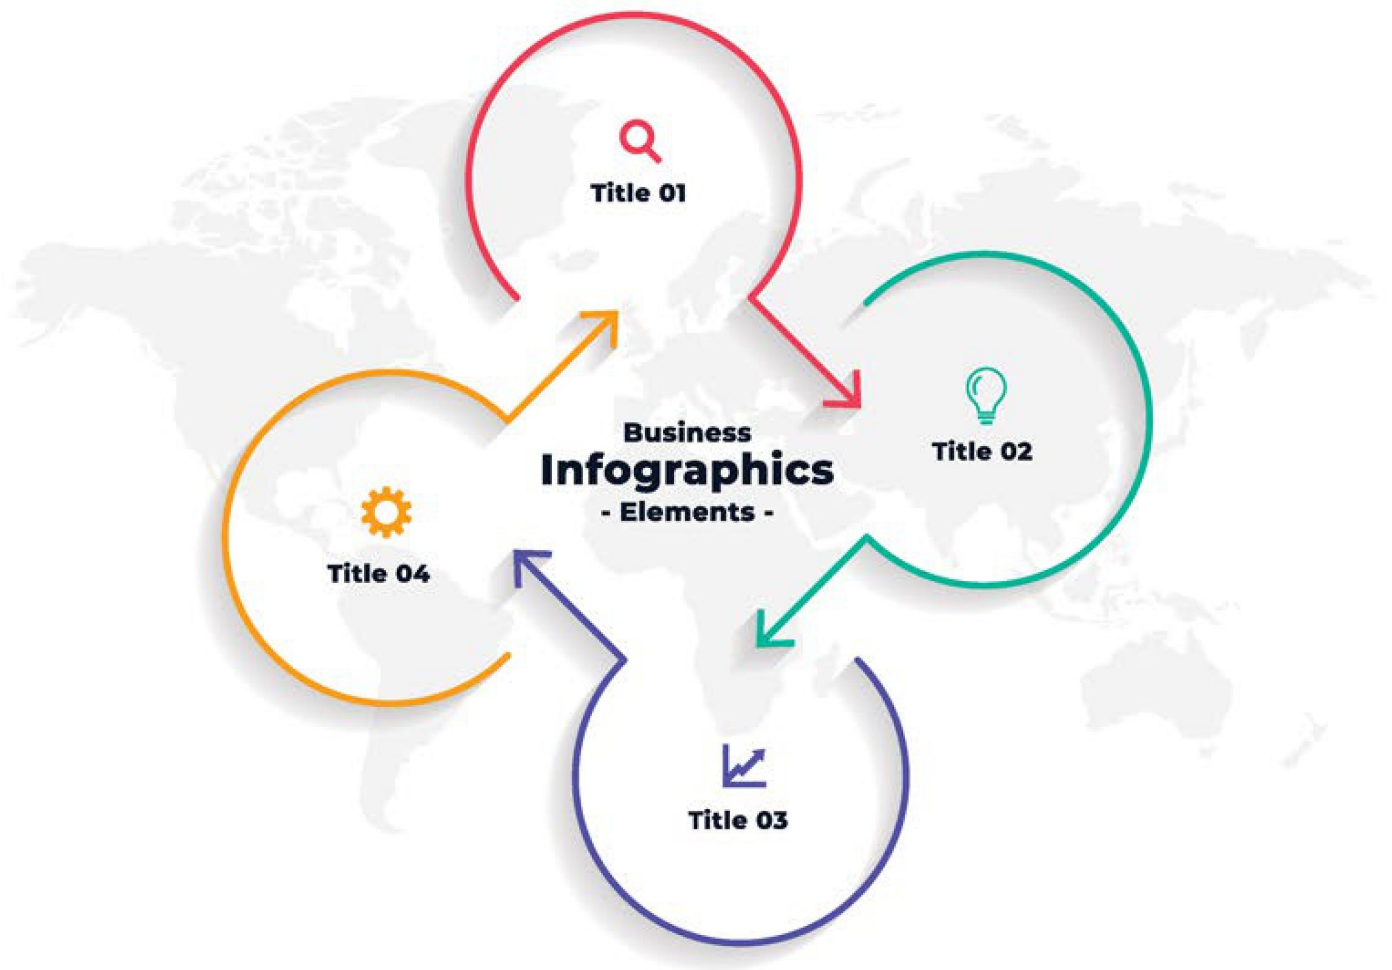 Title 01
Title 02
Business
Infographics
- Elements -
Title 04
Title 03